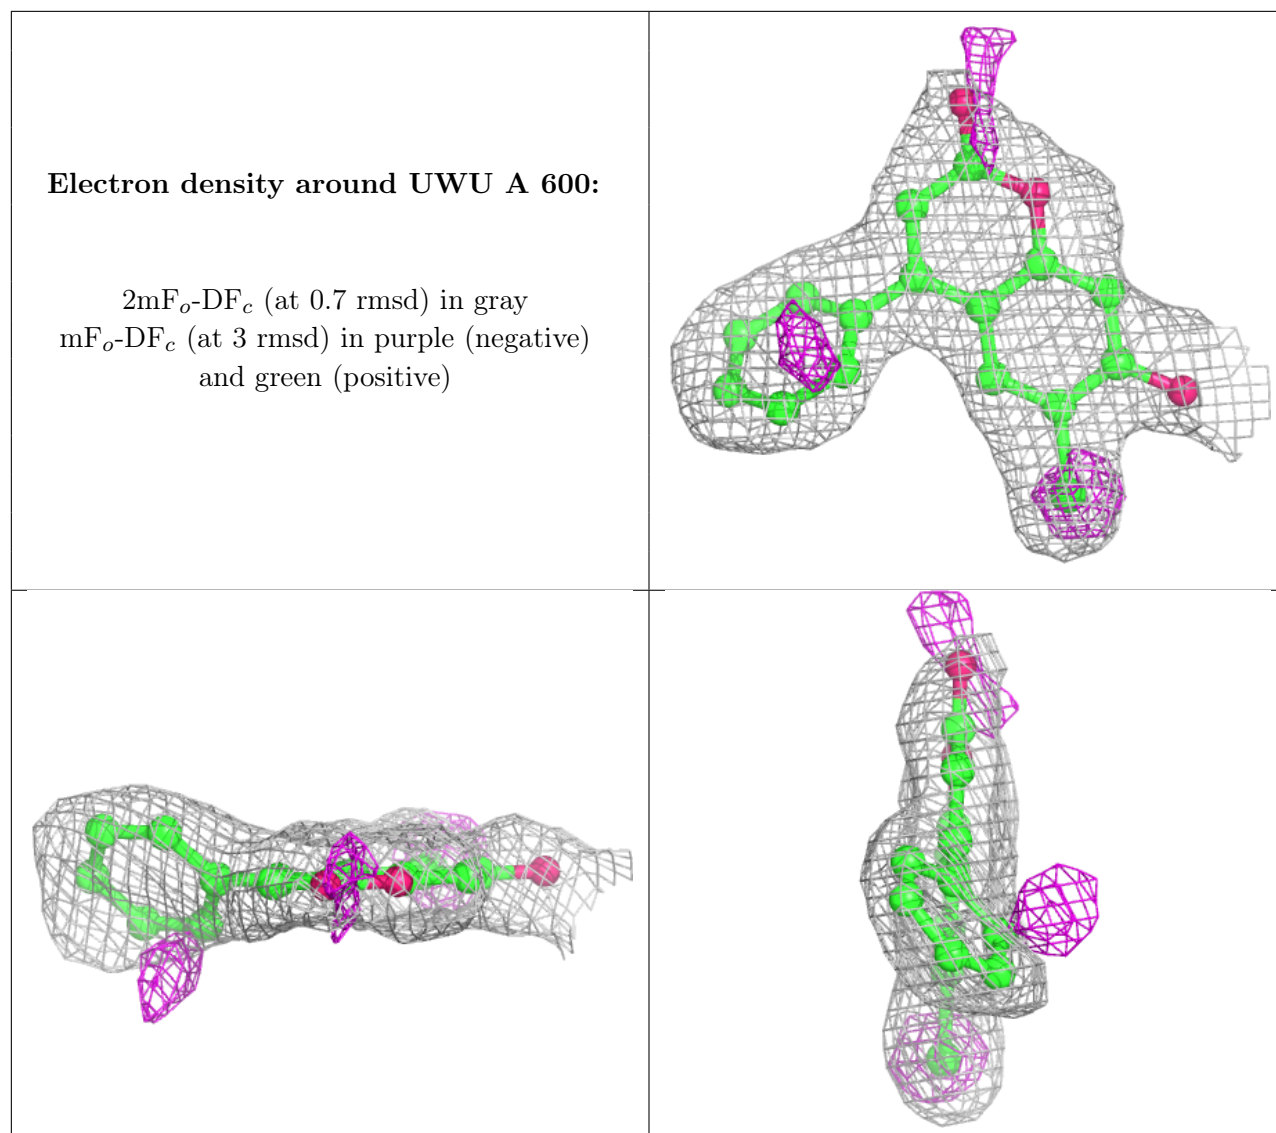 Electron density around UWU A 600:
2mFo-DFc (at 0.7 rmsd) in gray
mFo-DFc (at 3 rmsd) in purple (negative)
and green (positive)